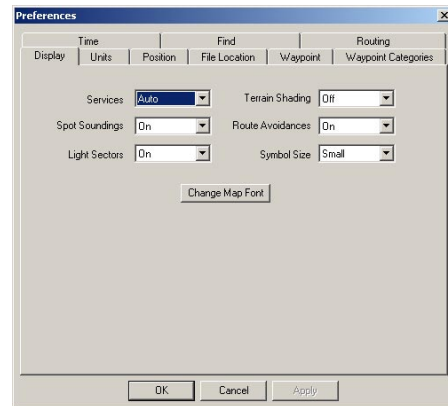 Preferences
Time Find Routing
Display Units Position File Location Waypoint Waypoint Categories
Services Auto Terrain Shading Off
Spot Soundings On Route Avoidances On
Light Sectors On Symbol Size Small
Change Map Font
OK Cancel Apply